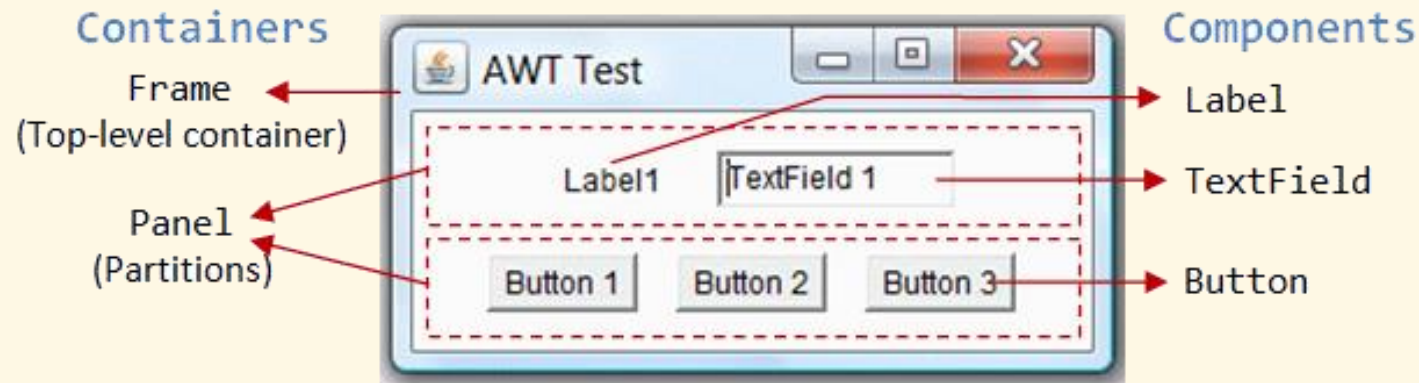 Containers
Components
AWT Test
Frame
(Top-level container)
Label
Label1
TextField 1
TextField
Panel
(Partitions)
Button 1
Button 2
Button 3
Button